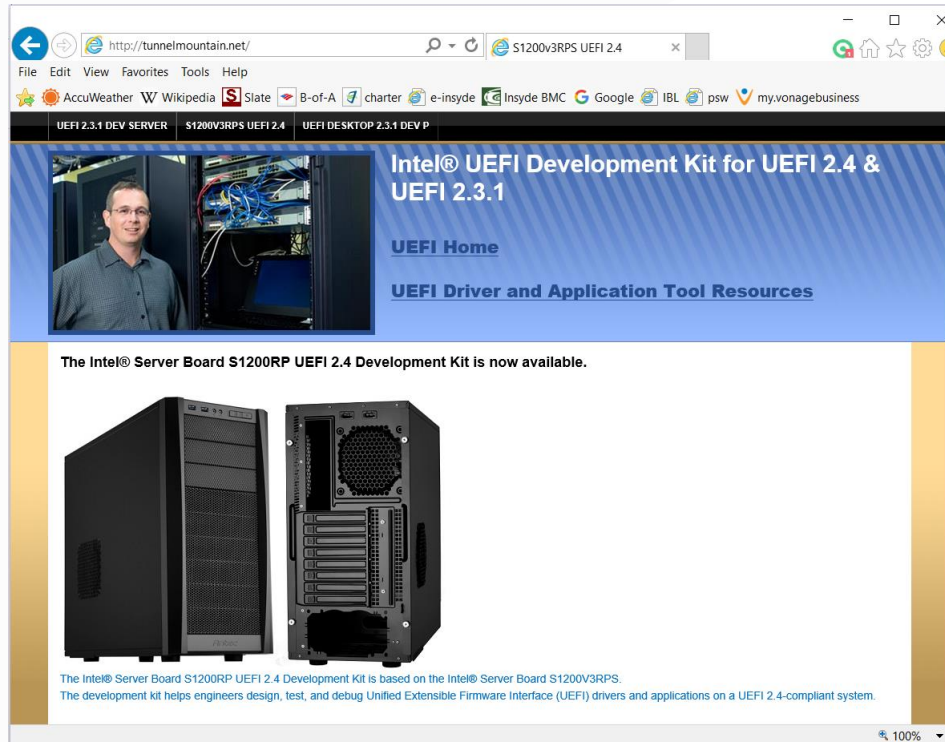 http://tunnelmountain.net/
S1200v3RPS UEFI 2.4
File Edit View Favorites Tools Help
AccuWeather W Wikipedia S Slate B-of-A charter e-insyde Insyde BMC G Google IBL psw my.vonagebusiness
UEFI 2.3.1 DEV SERVER S1200V3RPS UEFI 2.4 UEFI DESKTOP 2.3.1 DEV P
Intel® UEFI Development Kit for UEFI 2.4 &
UEFI 2.3.1
UEFI Home
UEFI Driver and Application Tool Resources
The Intel® Server Board S1200RP UEFI 2.4 Development Kit is now available.
Antec
The Intel® Server Board S1200RP UEFI 2.4 Development Kit is based on the Intel® Server Board S1200V3RPS.
The development kit helps engineers design, test, and debug Unified Extensible Firmware Interface (UEFI) drivers and applications on a UEFI 2.4-compliant system.
100%